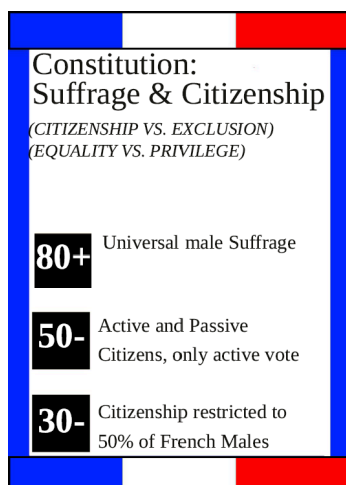 Constitution:
Suffrage & Citizenship
(CITIZENSHIP VS. EXCLUSION)
(EQUALITY VS. PRIVILEGE)
80+ Universal male Suffrage
50- Active and Passive
Citizens, only active vote
30- Citizenship restricted to
50% of French Males